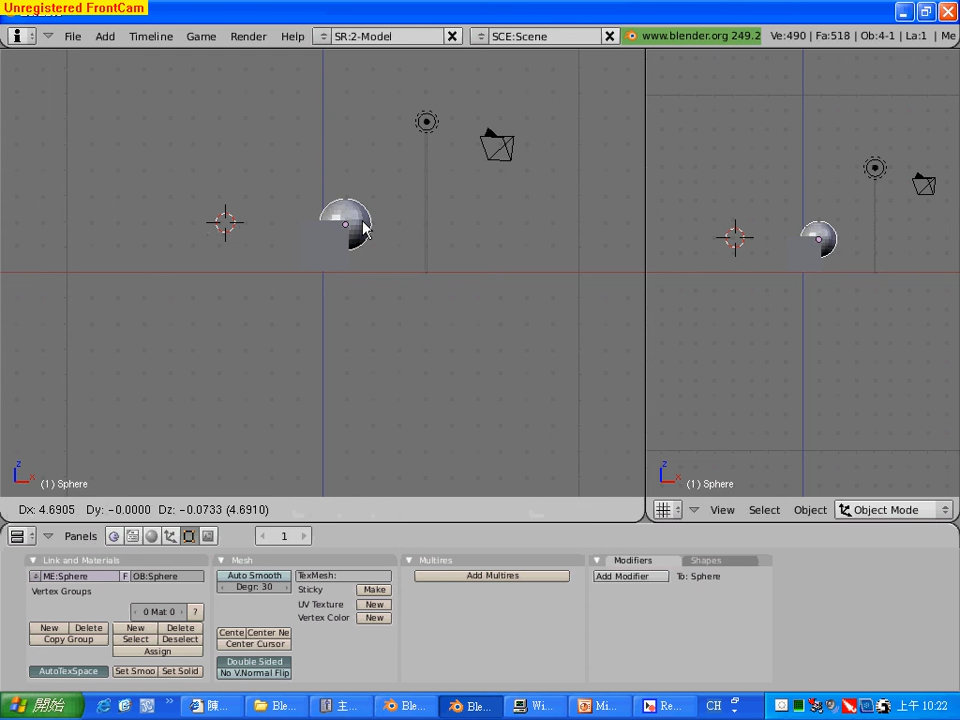 Unregistered FrontCam
File Add Timeline Game Render Help SR:2-Model SCE:Scene www.blender.org 249.2 Ve:490 | Fa:518 | Ob:4-1 | La:1 | Me
z x (1) Sphere
z x (1) Sphere
Dx: 4.6905 Dy: -0.0000 Dz: -0.0733 (4.6910)
View Select Object Object Mode
Panels 1
Link and Materials
Mesh
Multires
Modifiers Shapes
ME:Sphere F OB:Sphere
Auto Smooth TexMesh:
Add Multires
Add Modifier To: Sphere
Vertex Groups
Degr: 30 Sticky Make
UV Texture New
0 Mat 0 ?
Vertex Color New
New Delete New Delete
Copy Group Select Deselect
Assign
Cente Center Ne
Center Cursor
AutoTexSpace Set Smoo Set Solid
Double Sided
No V.Normal Flip
開始 陳... Ble... 主... Ble... Ble... Wi... Mi... Re... CH 上午 10:22